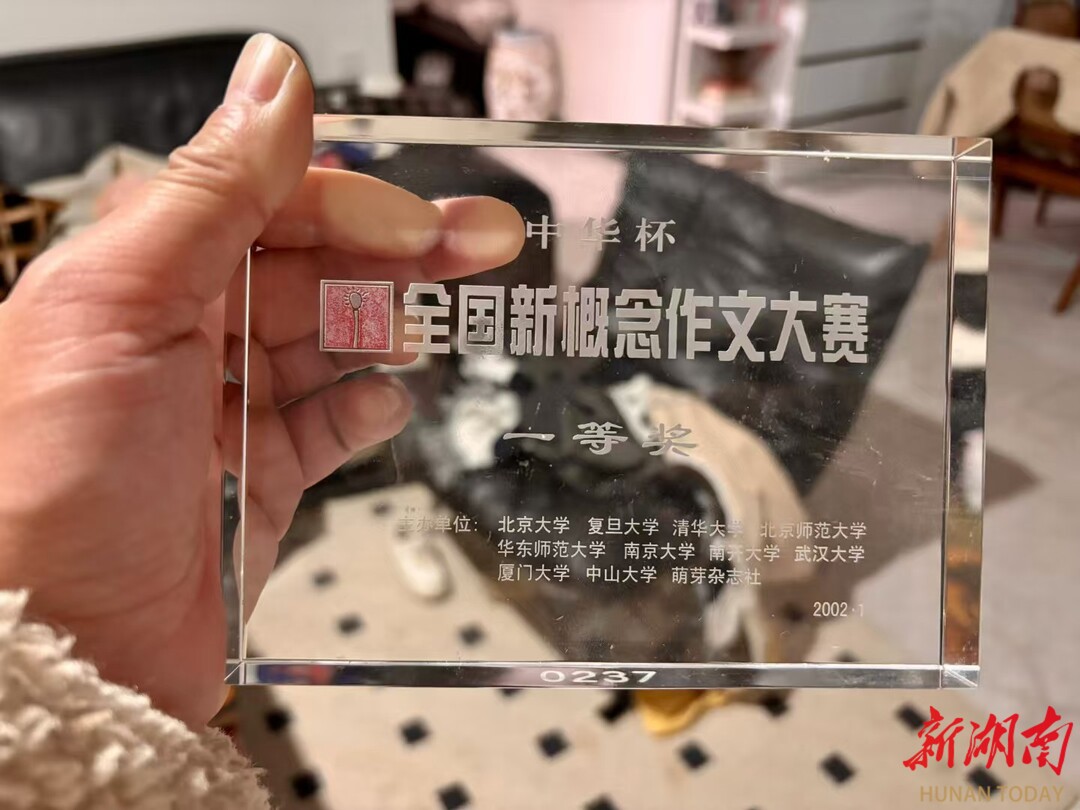 中华杯
全国新概念作文大赛
一等奖
主办单位： 北京大学 复旦大学 清华大学 北京师范大学
华东师范大学 南京大学 南开大学 武汉大学
厦门大学 中山大学 萌芽杂志社
2002·1
0237
新湖南
HUNAN TODAY